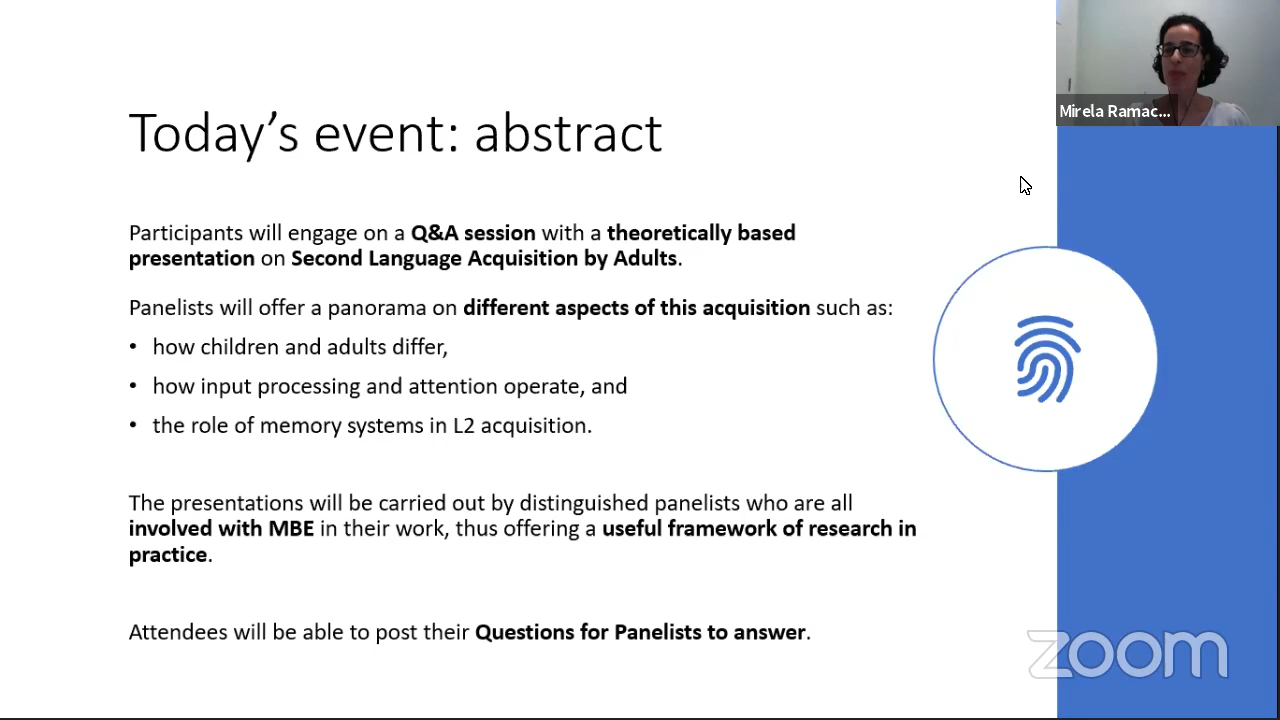 Mirela Ramac...
Today's event: abstract
Participants will engage on a Q&A session with a theoretically based
presentation on Second Language Acquisition by Adults.
Panelists will offer a panorama on different aspects of this acquisition such as:
• how children and adults differ,
• how input processing and attention operate, and
• the role of memory systems in L2 acquisition.
The presentations will be carried out by distinguished panelists who are all
involved with MBE in their work, thus offering a useful framework of research in
practice.
Attendees will be able to post their Questions for Panelists to answer.
zoom